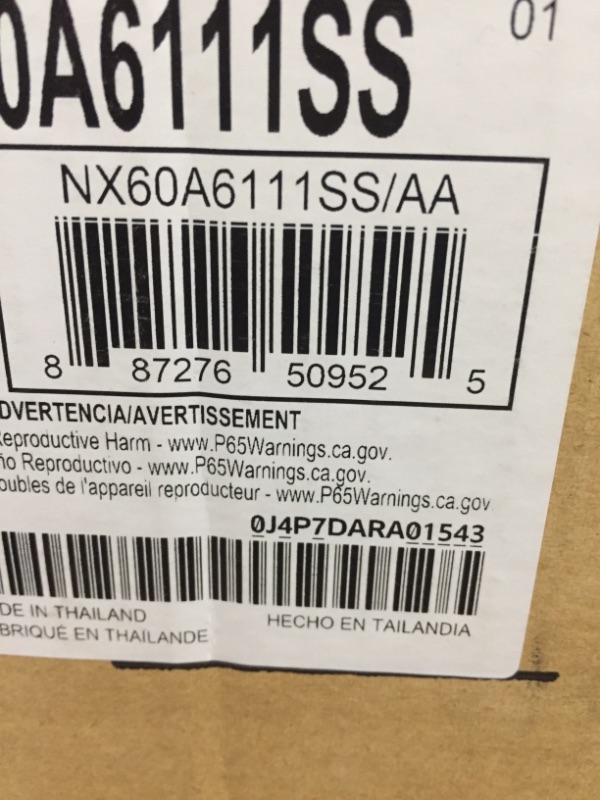 0A6111SS
01
NX60A6111SS/AA
8 87276 50952 5
DVERTENCIA/AVERTISSEMENT
Reproductive Harm - www.P65Warnings.ca.gov.
ño Reproductivo - www.P65Warnings.ca.gov.
oubles de l'appareil reproducteur - www.P65Warnings.ca.gov
0J4P7DARA01543
DE IN THAILAND
BRIQUÉ EN THAÏLANDE
HECHO EN TAILANDIA